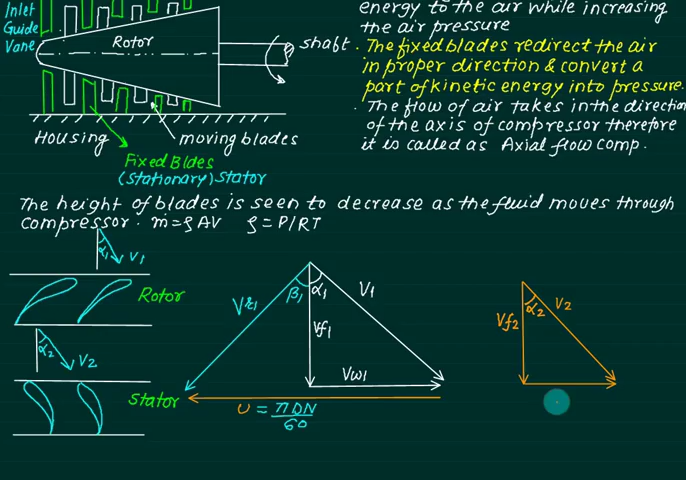 Inlet
Guide
Vane
Rotor
shaft
Housing
moving blades
Fixed Bldes
(Stationary) Stator
energy to the air while increasing
the air pressure
• The fixed blades redirect the air
in proper direction & convert a
part of kinetic energy into pressure.
• The flow of air takes in the direction
of the axis of compressor therefore
it is called as Axial flow comp.
The height of blades is seen to decrease as the fluid moves through
compressor. ṁ=ρAV ρ=P/RT
α1 V1
Rotor
α2 V2
Stator
Vr1 β1 α1 V1
Vf1
Vw1
U = πDN/60
Vf2 α2 V2